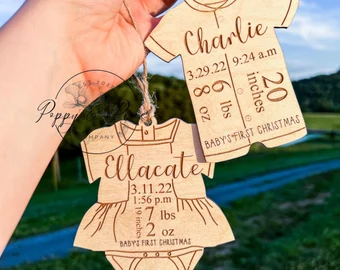 Charlie
3.29.22
9:24 a.m
8 oz
6 lbs
20 inches
BABY'S FIRST CHRISTMAS
Poppy
COMPANY
Ellacate
3.11.22
1:56 p.m
19 inches
7 lbs
2 oz
BABY'S FIRST CHRISTMAS